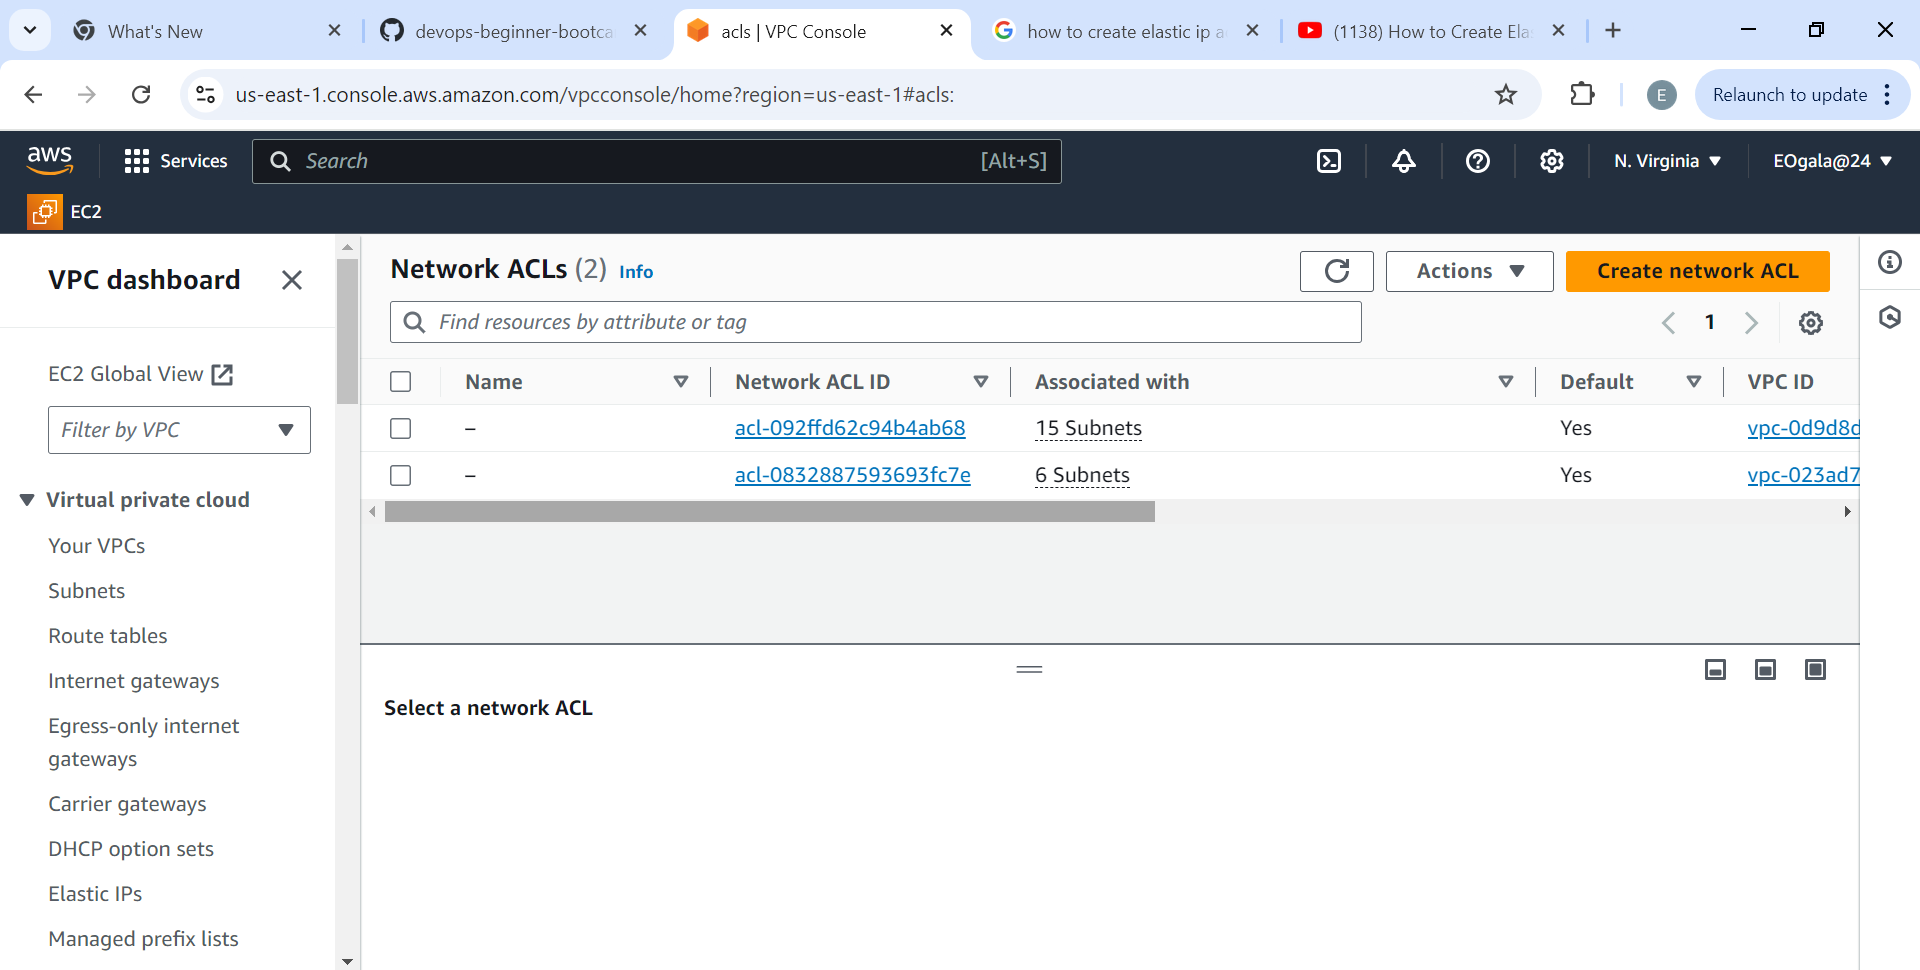 What's New
devops-beginner-bootca
acls | VPC Console
how to create elastic ip a
(1138) How to Create Elas
us-east-1.console.aws.amazon.com/vpcconsole/home?region=us-east-1#acls:
E
Relaunch to update
aws
Services
Search
[Alt+S]
N. Virginia
EOgala@24
EC2
VPC dashboard
EC2 Global View
Filter by VPC
Virtual private cloud
Your VPCs
Subnets
Route tables
Internet gateways
Egress-only internet
gateways
Carrier gateways
DHCP option sets
Elastic IPs
Managed prefix lists
Network ACLs (2) Info
Actions
Create network ACL
Find resources by attribute or tag
1
Name Network ACL ID Associated with Default VPC ID
– acl-092ffd62c94b4ab68 15 Subnets Yes vpc-0d9d8d
– acl-0832887593693fc7e 6 Subnets Yes vpc-023ad7
Select a network ACL